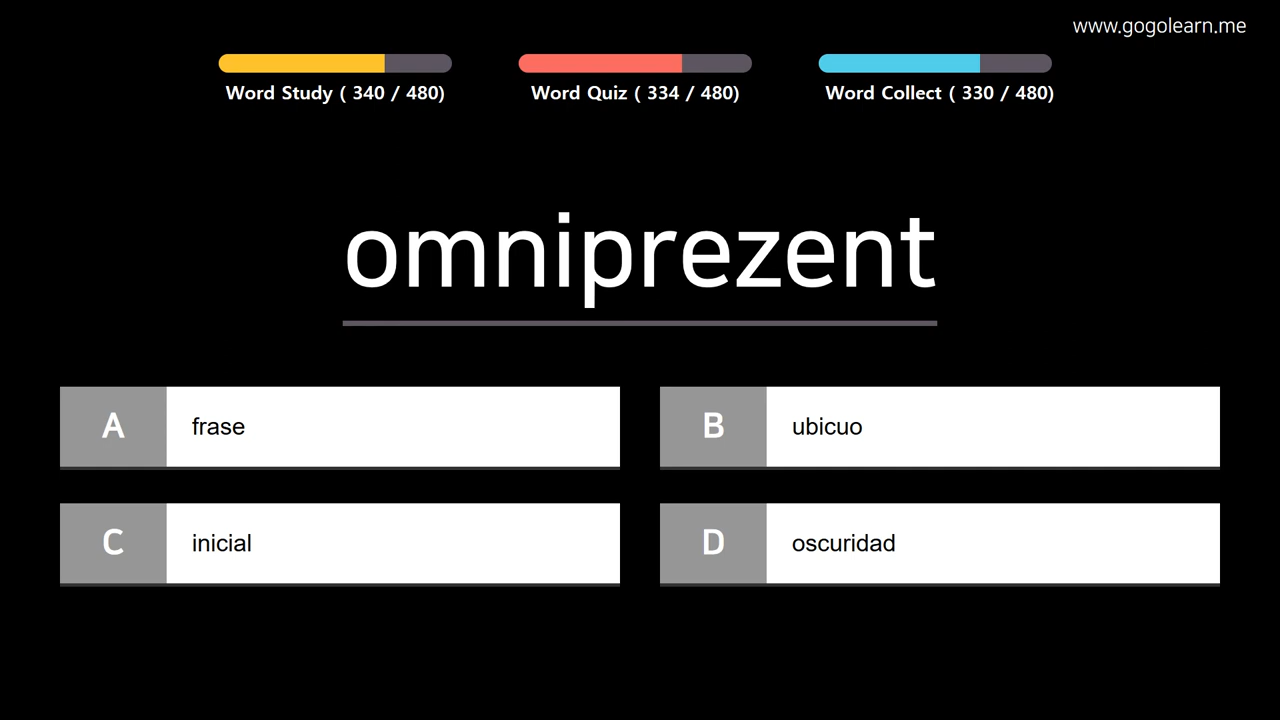 www.gogolearn.me
Word Study ( 340 / 480)
Word Quiz ( 334 / 480)
Word Collect ( 330 / 480)
omniprezent
A frase
B ubicuo
C inicial
D oscuridad